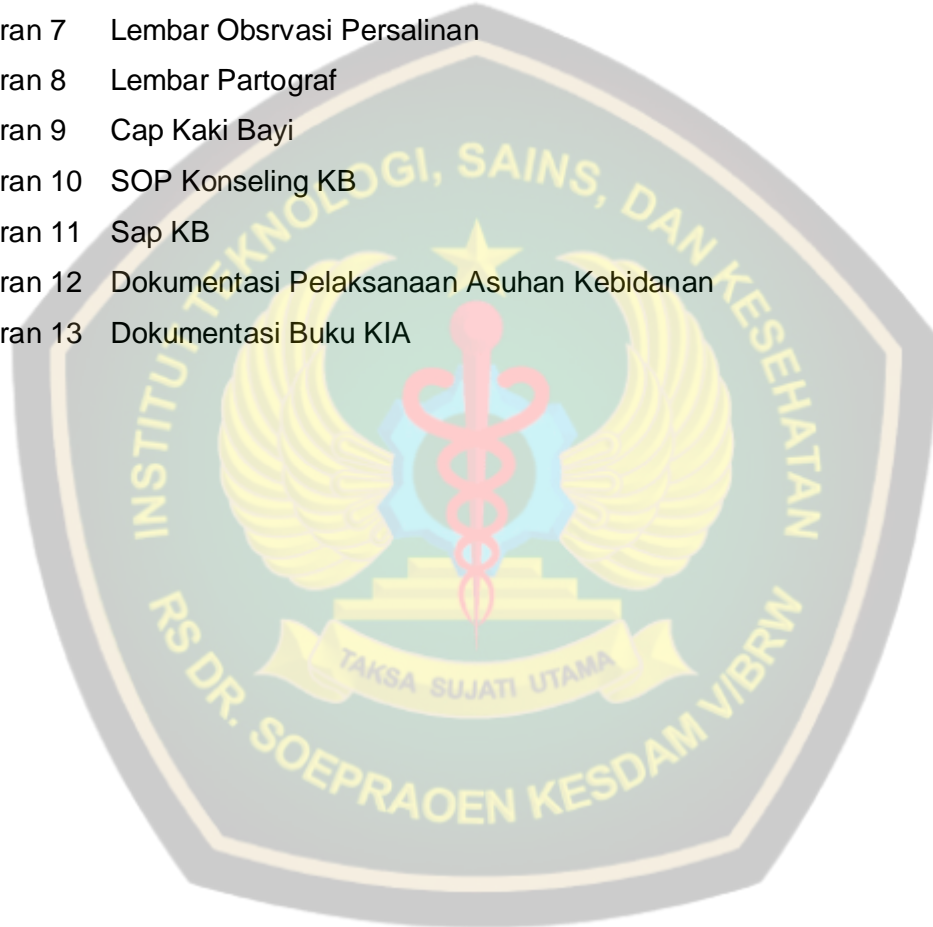 ran 7 Lembar Obsrvasi Persalinan
ran 8 Lembar Partograf
ran 9 Cap Kaki Bayi
ran 10 SOP Konseling KB
ran 11 Sap KB
ran 12 Dokumentasi Pelaksanaan Asuhan Kebidanan
ran 13 Dokumentasi Buku KIA
INSTITUT TEKNOLOGI, SAINS, DAN KESEHATAN
TAKSA SUJATI UTAMA
RS DR. SOEPRAOEN KESDAM V/BRW